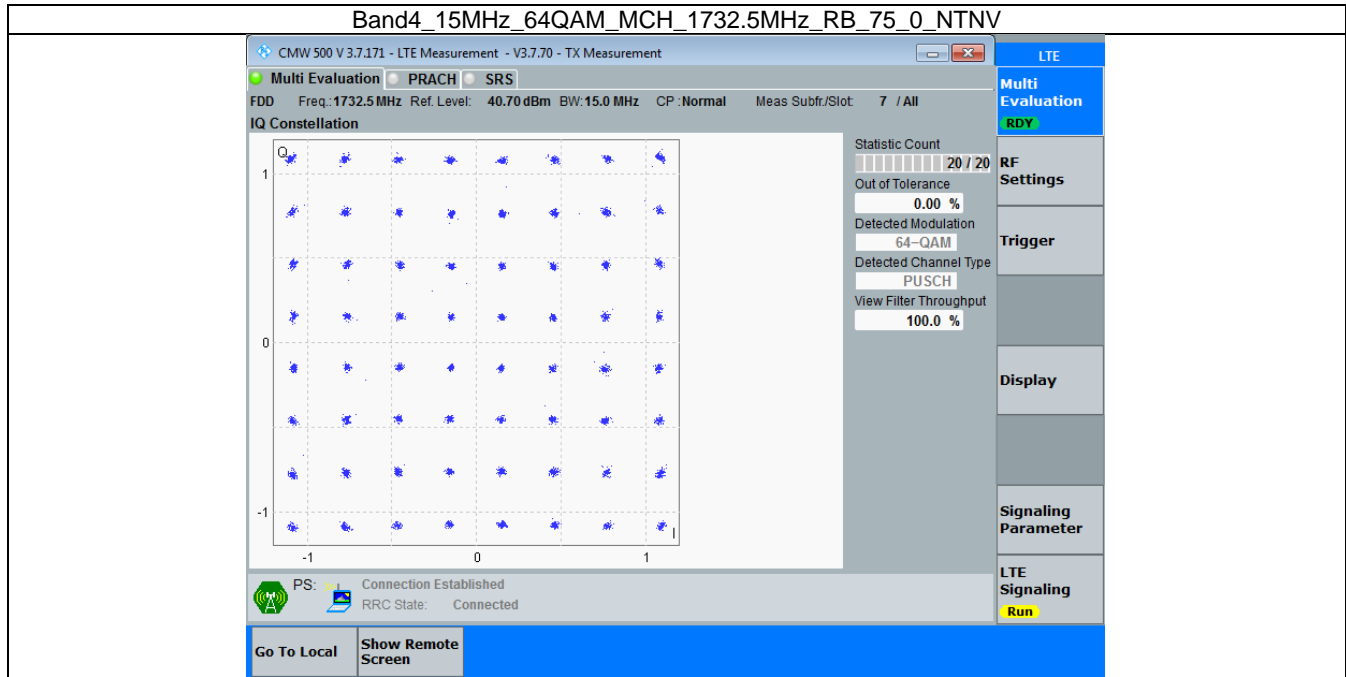 Band4_15MHz_64QAM_MCH_1732.5MHz_RB_75_0_NTNV
CMW 500 V 3.7.171 - LTE Measurement - V3.7.70 - TX Measurement
LTE
Multi Evaluation PRACH SRS
Multi
Evaluation
RDY
FDD Freq.:1732.5 MHz Ref. Level: 40.70 dBm BW:15.0 MHz CP :Normal Meas Subfr./Slot: 7 / All
IQ Constellation
Q
1
0
-1
-1 0 1
I
Statistic Count
20 / 20
Out of Tolerance
0.00 %
Detected Modulation
64-QAM
Detected Channel Type
PUSCH
View Filter Throughput
100.0 %
RF
Settings
Trigger
Display
Signaling
Parameter
LTE
Signaling
Run
PS: Connection Established
RRC State: Connected
Go To Local
Show Remote
Screen